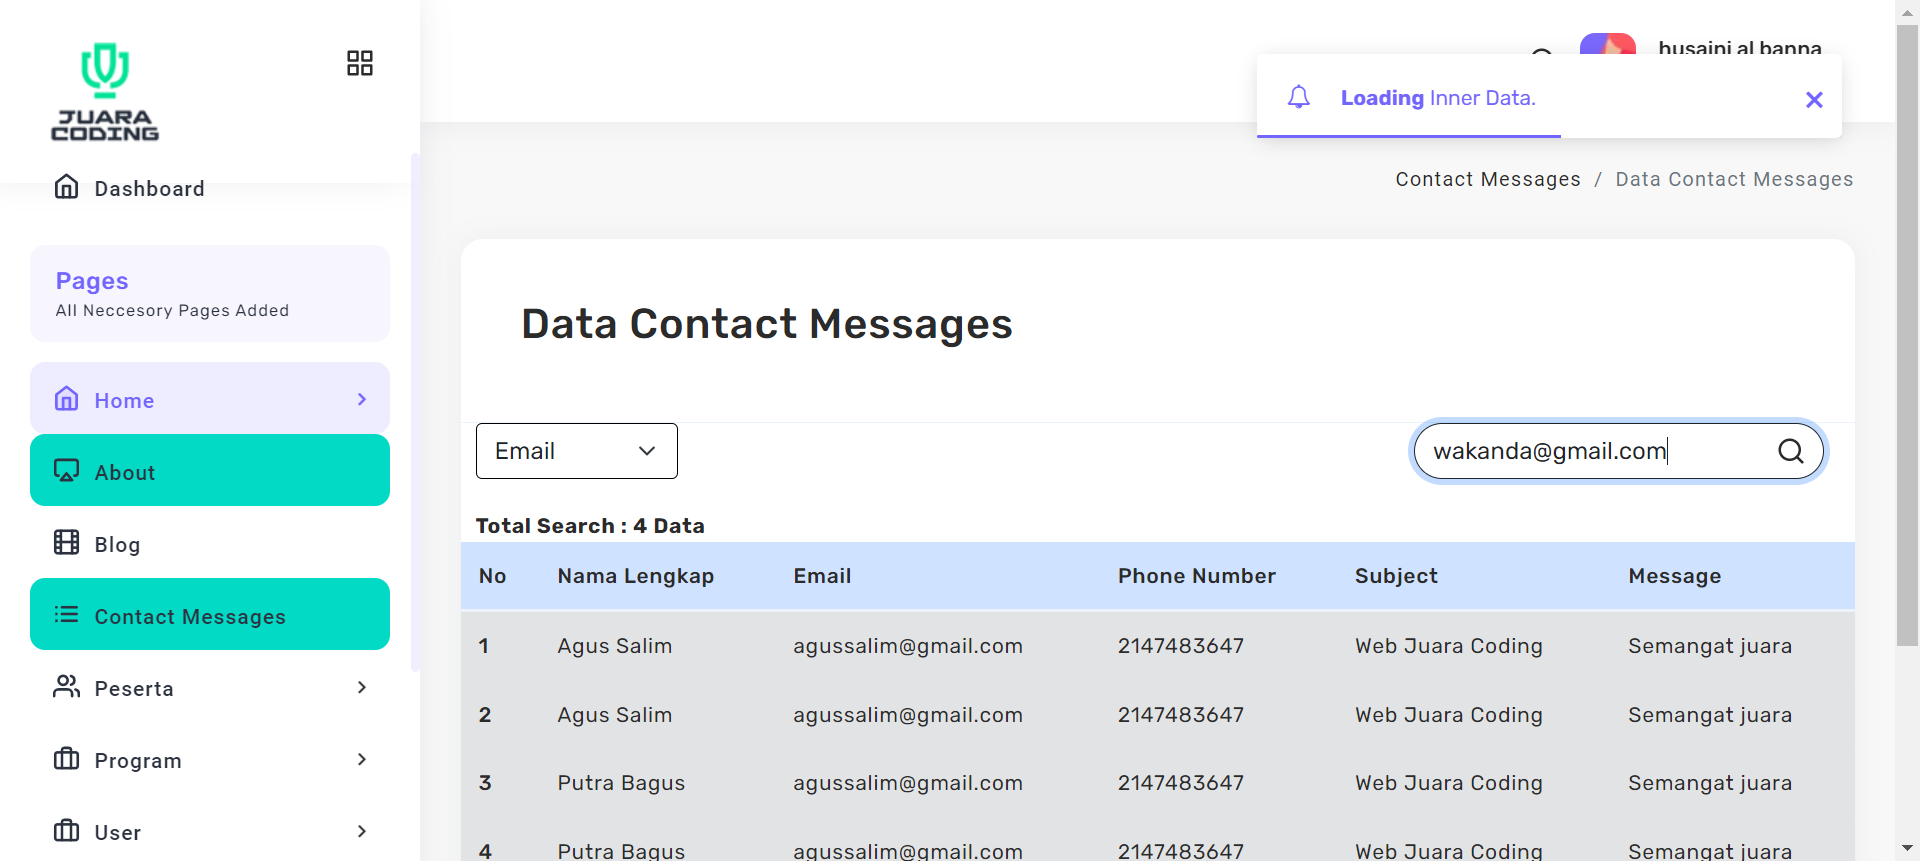 JUARA
CODING
husaini al banna
Loading Inner Data.
Dashboard
Contact Messages / Data Contact Messages
Pages
All Neccesory Pages Added
Data Contact Messages
Home
About
Blog
Contact Messages
Peserta
Program
User
Email
wakanda@gmail.com
Total Search : 4 Data
No Nama Lengkap Email Phone Number Subject Message
1 Agus Salim agussalim@gmail.com 2147483647 Web Juara Coding Semangat juara
2 Agus Salim agussalim@gmail.com 2147483647 Web Juara Coding Semangat juara
3 Putra Bagus agussalim@gmail.com 2147483647 Web Juara Coding Semangat juara
4 Putra Bagus agussalim@gmail.com 2147483647 Web Juara Coding Semangat juara